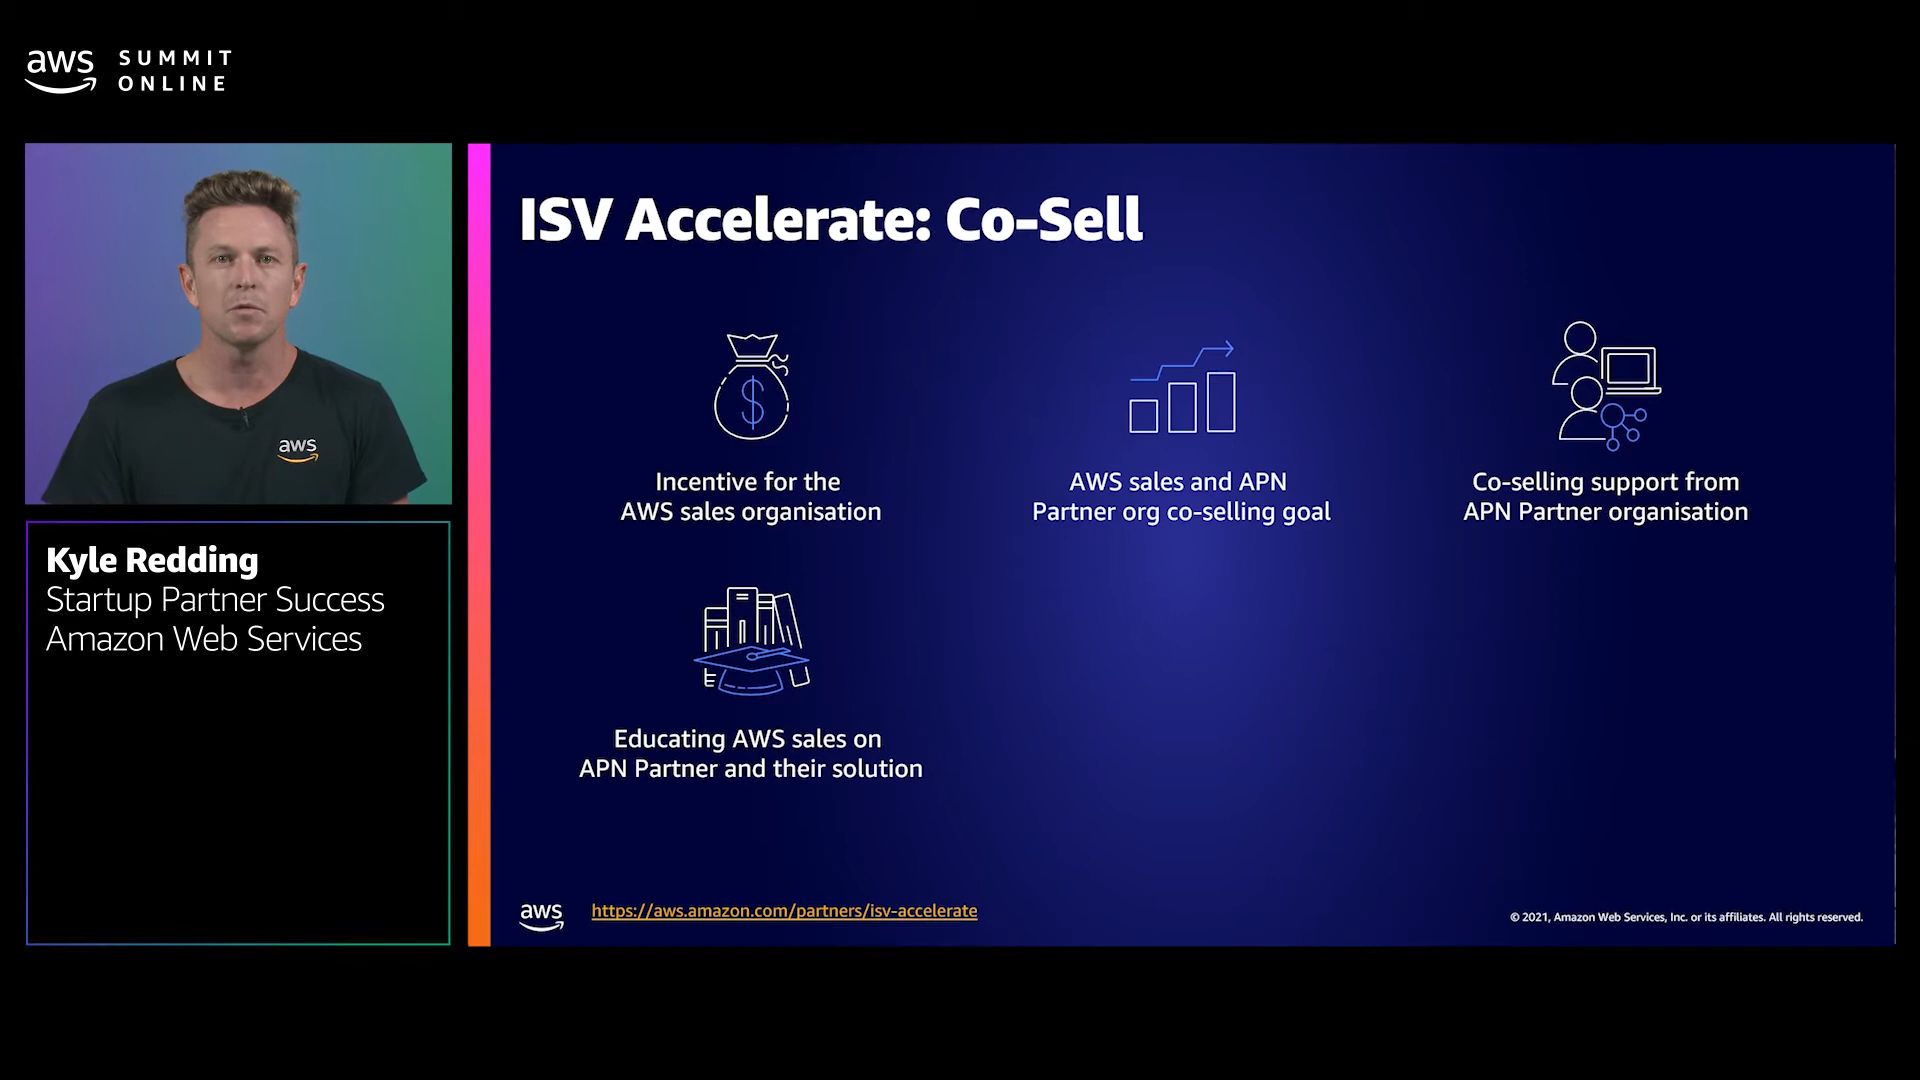 aws SUMMIT
ONLINE
aws
Kyle Redding
Startup Partner Success
Amazon Web Services
ISV Accelerate: Co-Sell
$
Incentive for the
AWS sales organisation
AWS sales and APN
Partner org co-selling goal
Co-selling support from
APN Partner organisation
Educating AWS sales on
APN Partner and their solution
aws
https://aws.amazon.com/partners/isv-accelerate
© 2021, Amazon Web Services, Inc. or its affiliates. All rights reserved.